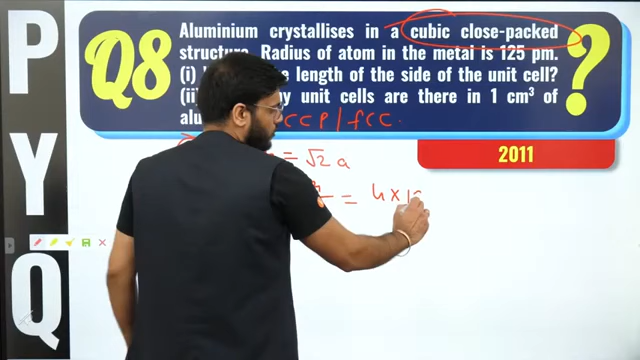 P
Y
Q
Q8
Aluminium crystallises in a cubic close-packed
structure. Radius of atom in the metal is 125 pm.
(i) length of the side of the unit cell?
(ii) unit cells are there in 1 cm³ of
CCP / fCC.
?
2011
= √2 a
= 4 ×